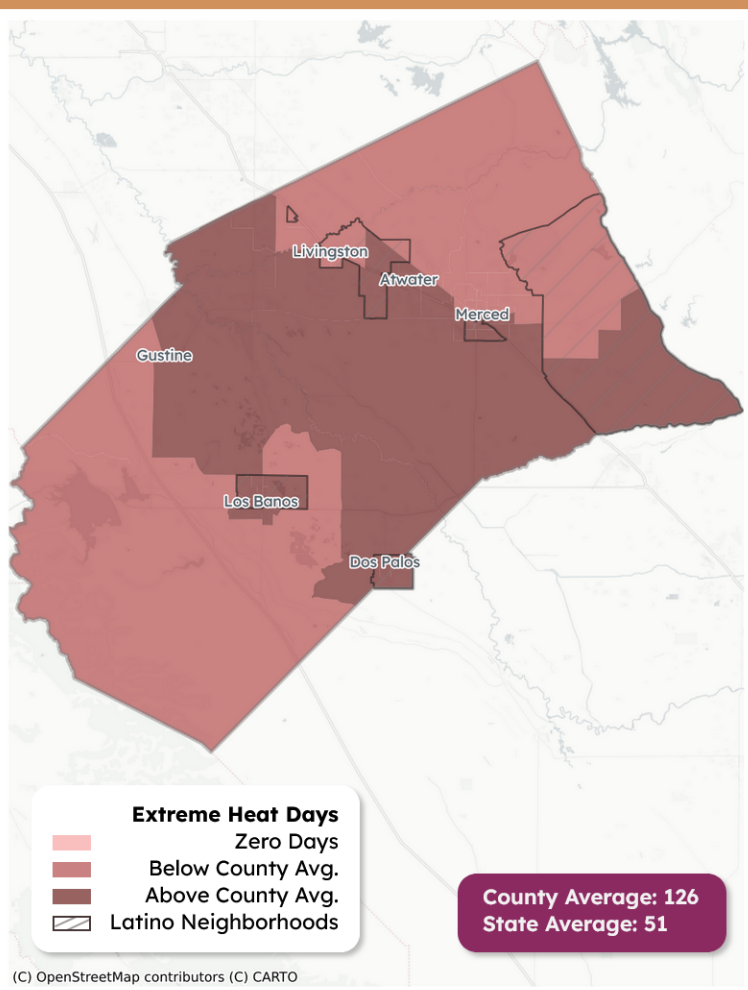 Livingston
Atwater
Merced
Gustine
Los Banos
Dos Palos
Extreme Heat Days
Zero Days
Below County Avg.
Above County Avg.
Latino Neighborhoods
County Average: 126
State Average: 51
(C) OpenStreetMap contributors (C) CARTO